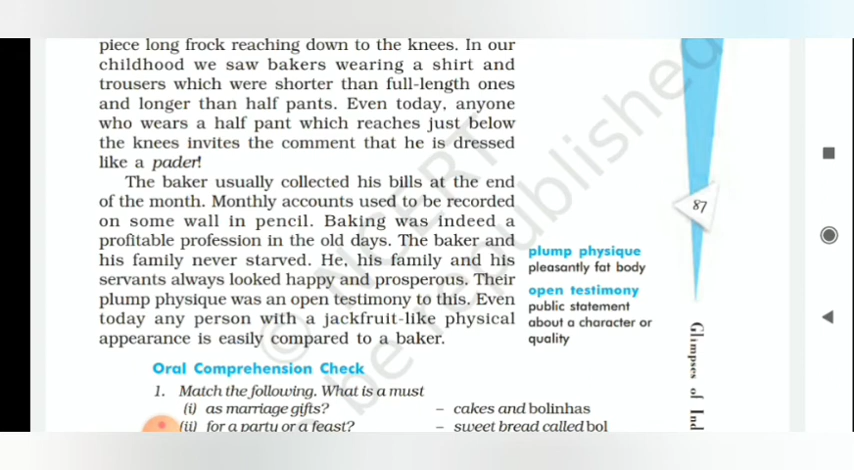 piece long frock reaching down to the knees. In our
childhood we saw bakers wearing a shirt and
trousers which were shorter than full-length ones
and longer than half pants. Even today, anyone
who wears a half pant which reaches just below
the knees invites the comment that he is dressed
like a pader!
The baker usually collected his bills at the end
of the month. Monthly accounts used to be recorded
on some wall in pencil. Baking was indeed a
profitable profession in the old days. The baker and
his family never starved. He, his family and his
servants always looked happy and prosperous. Their
plump physique was an open testimony to this. Even
today any person with a jackfruit-like physical
appearance is easily compared to a baker.
plump physique
pleasantly fat body
open testimony
public statement
about a character or
quality
87
Glimpses of Ind
Oral Comprehension Check
1. Match the following. What is a must
(i) as marriage gifts? – cakes and bolinhas
(ii) for a party or a feast? – sweet bread called bol
© NCERT
be republished